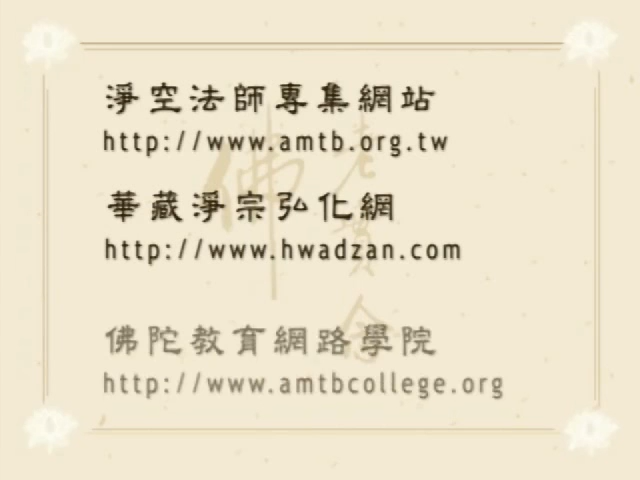 淨空法師專集網站
http://www.amtb.org.tw
華藏淨宗弘化網
http://www.hwadzan.com
佛陀教育網路學院
http://www.amtbcollege.org
佛